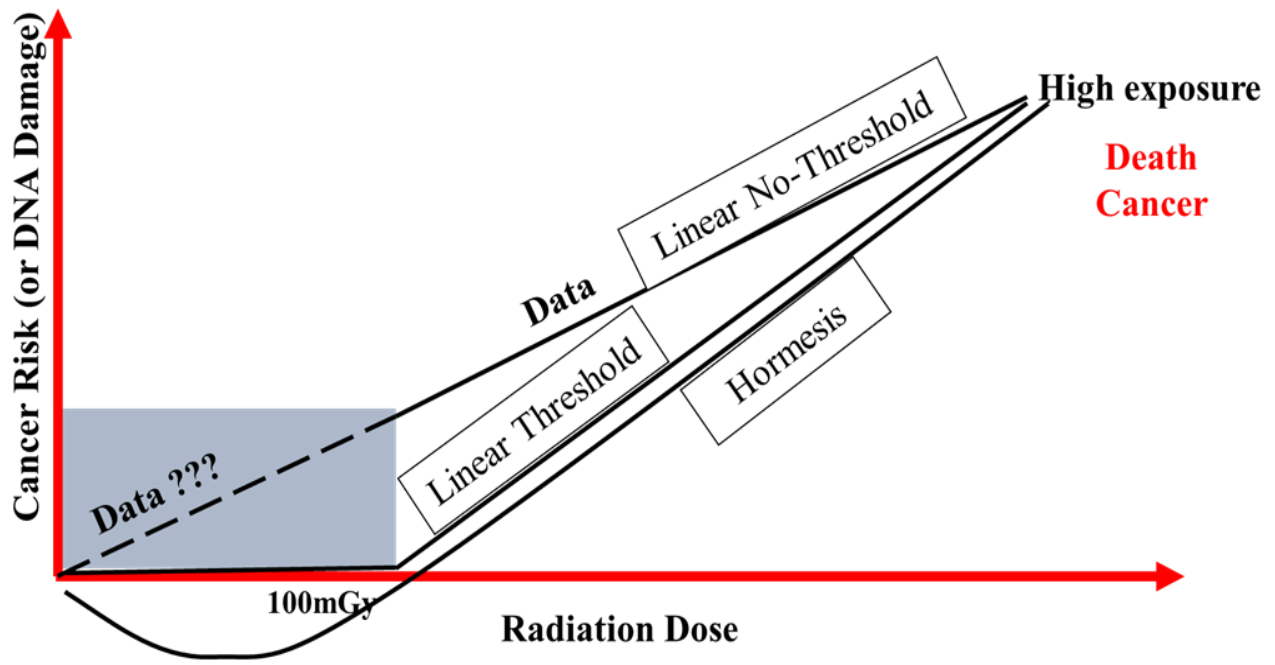 Cancer Risk (or DNA Damage)
High exposure
Death
Cancer
Linear No-Threshold
Data
Linear Threshold
Hormesis
Data ???
100mGy
Radiation Dose